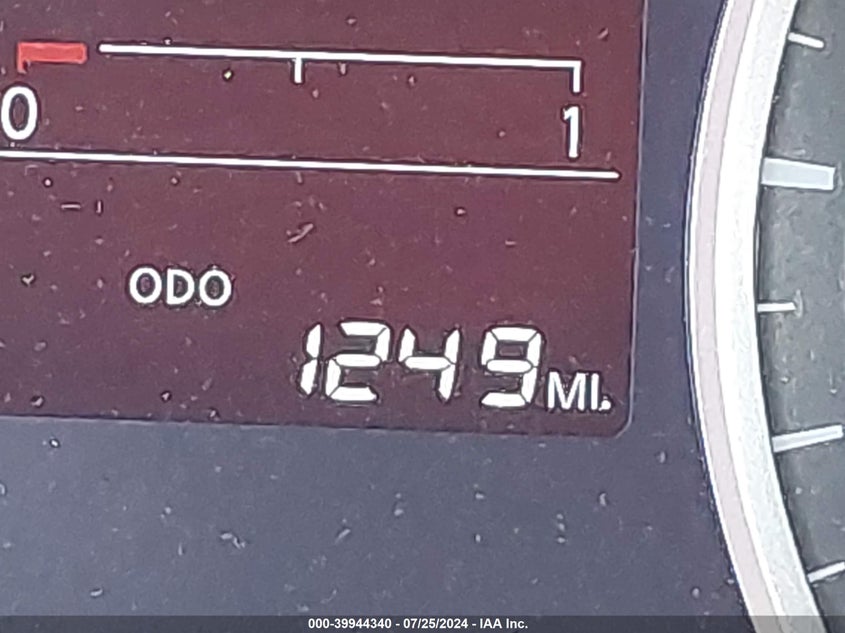 0 1
ODO
1249 MI.
000-39944340 - 07/25/2024 - IAA Inc.